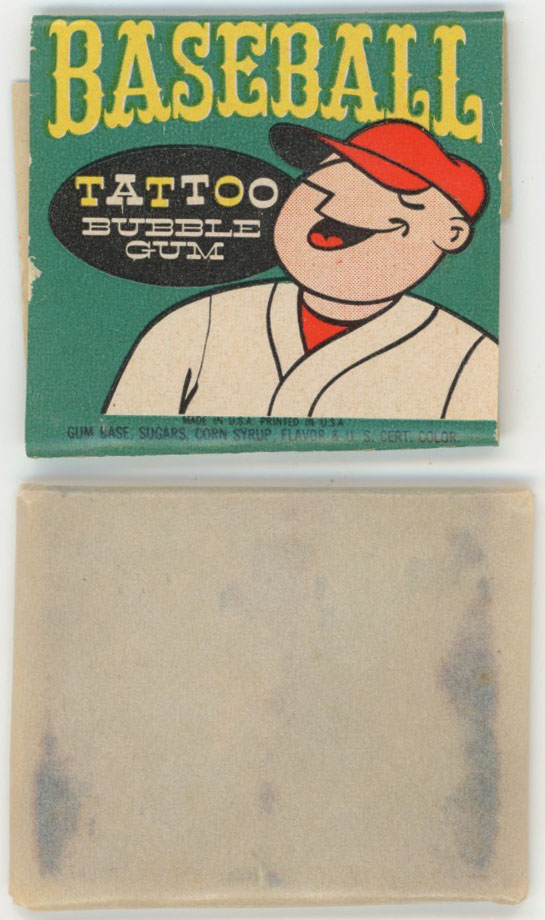 BASEBALL
TATTOO
BUBBLE
GUM
MADE IN U.S.A. PRINTED IN U.S.A.
GUM BASE, SUGARS, CORN SYRUP, FLAVOR & U. S. CERT. COLOR.